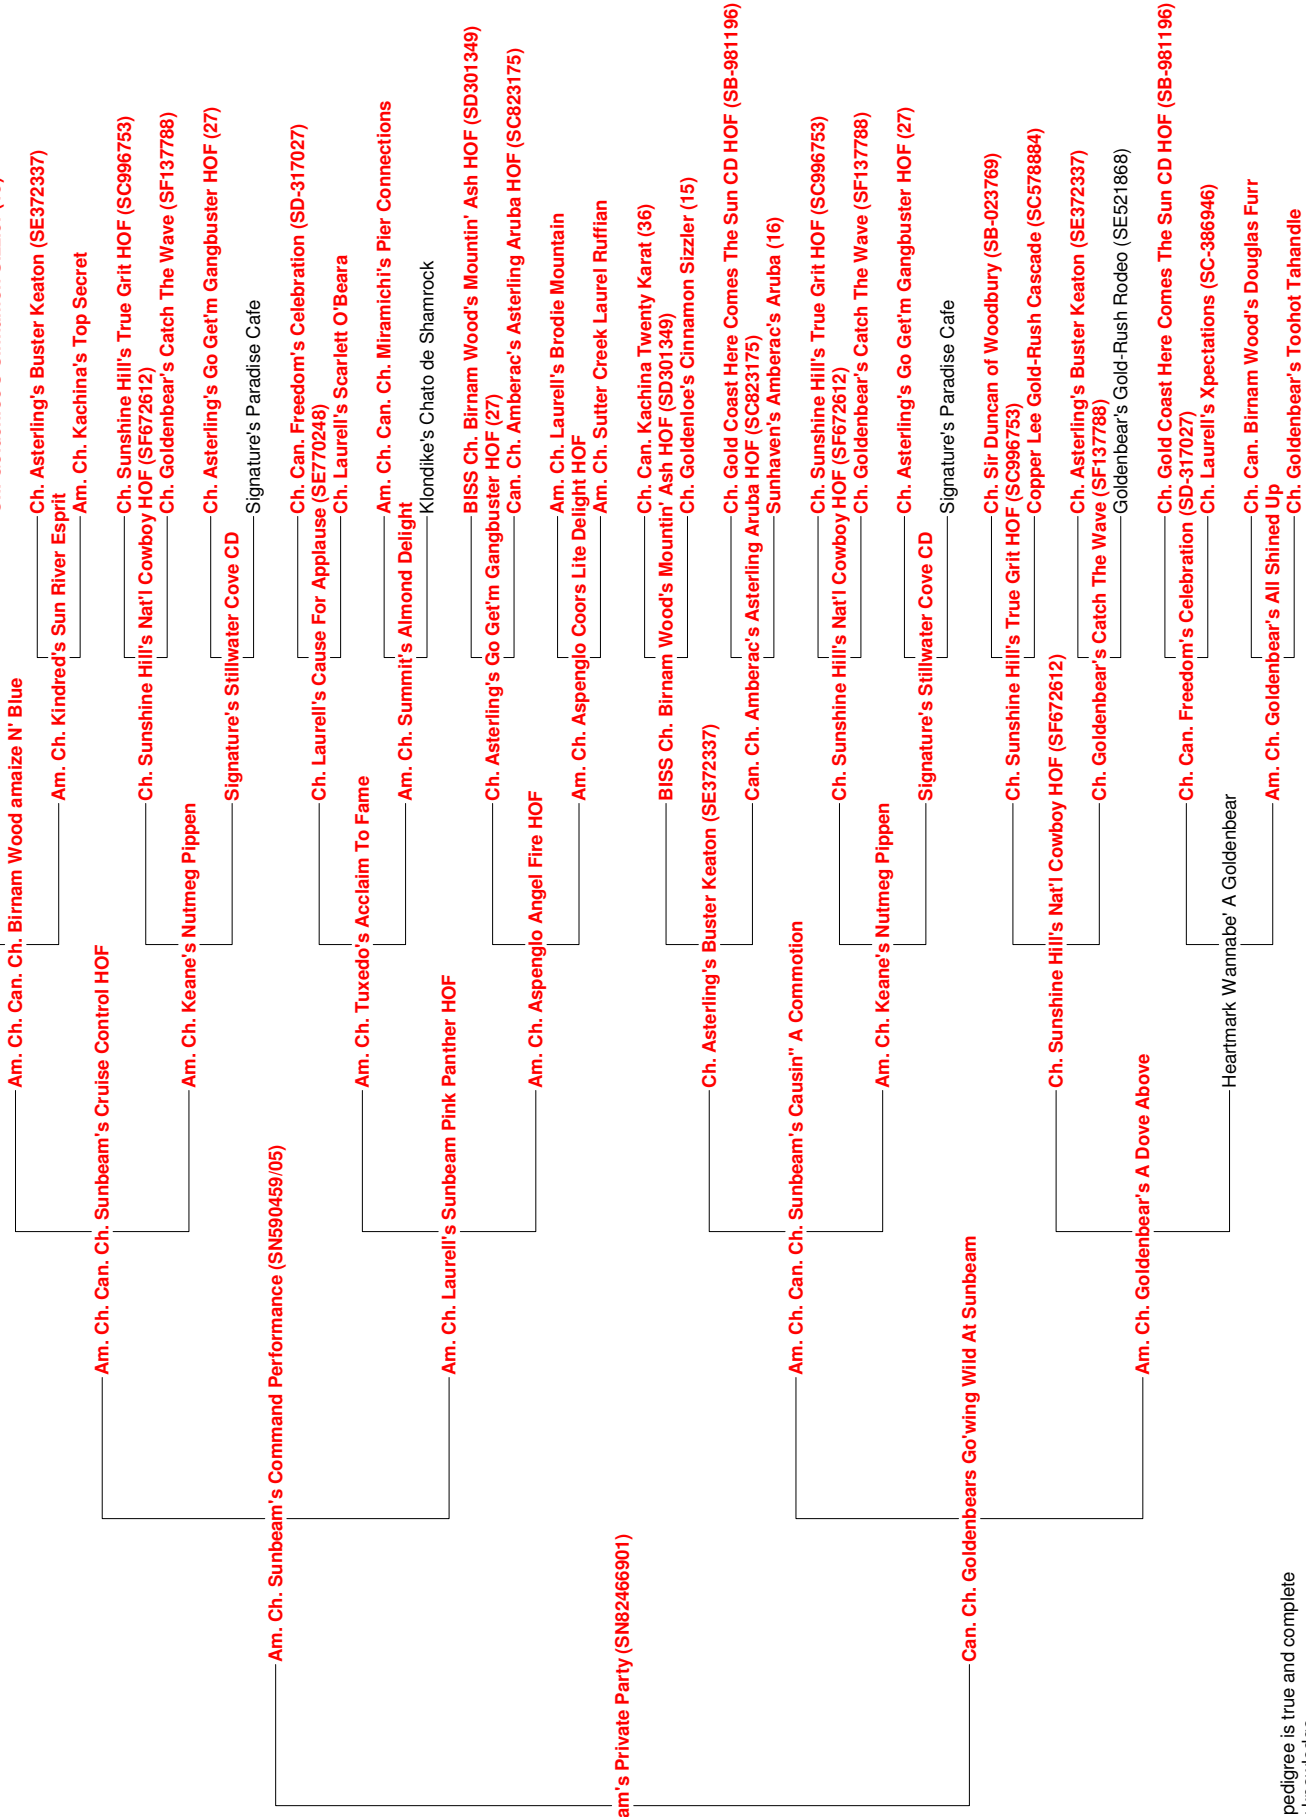 am's Private Party (SN82466901)
Am. Ch. Sunbeam's Command Performance (SN590459/05)
Can. Ch. Goldenbears Go'wing Wild At Sunbeam
Am. Ch. Can. Ch. Sunbeam's Cruise Control HOF
Am. Ch. Laurell's Sunbeam Pink Panther HOF
Am. Ch. Can. Ch. Sunbeam's Causin'' A Commotion
Am. Ch. Goldenbear's A Dove Above
Am. Ch. Can. Ch. Birnam Wood amaize N' Blue
Am. Ch. Keane's Nutmeg Pippen
Am. Ch. Tuxedo's Acclaim To Fame
Am. Ch. Aspenglo Angel Fire HOF
Ch. Asterling's Buster Keaton (SE372337)
Am. Ch. Keane's Nutmeg Pippen
Ch. Sunshine Hill's Nat'l Cowboy HOF (SF672612)
Heartmark Wannabe' A Goldenbear
Am. Ch. Kindred's Sun River Esprit
Ch. Sunshine Hill's Nat'l Cowboy HOF (SF672612)
Signature's Stillwater Cove CD
Ch. Laurell's Cause For Applause (SE770248)
Am. Ch. Summit's Almond Delight
Ch. Asterling's Go Get'm Gangbuster HOF (27)
Am. Ch. Aspenglo Coors Lite Delight HOF
BISS Ch. Birnam Wood's Mountin' Ash HOF (SD301349)
Can. Ch. Amberac's Asterling Aruba HOF (SC823175)
Ch. Sunshine Hill's Nat'l Cowboy HOF (SF672612)
Signature's Stillwater Cove CD
Ch. Sunshine Hill's True Grit HOF (SC996753)
Ch. Goldenbear's Catch The Wave (SF137788)
Ch. Can. Freedom's Celebration (SD-317027)
Am. Ch. Goldenbear's All Shined Up
Ch. Asterling's Buster Keaton (SE372337)
Am. Ch. Kachina's Top Secret
Ch. Sunshine Hill's True Grit HOF (SC996753)
Ch. Goldenbear's Catch The Wave (SF137788)
Ch. Asterling's Go Get'm Gangbuster HOF (27)
Signature's Paradise Cafe
Ch. Can. Freedom's Celebration (SD-317027)
Ch. Laurell's Scarlett O'Beara
Am. Ch. Can. Ch. Miramichi's Pier Connections
Klondike's Chato de Shamrock
BISS Ch. Birnam Wood's Mountin' Ash HOF (SD301349)
Can. Ch. Amberac's Asterling Aruba HOF (SC823175)
Am. Ch. Laurell's Brodie Mountain
Am. Ch. Sutter Creek Laurel Ruffian
Ch. Can. Kachina Twenty Karat (36)
Ch. Goldenloe's Cinnamon Sizzler (15)
Ch. Gold Coast Here Comes The Sun CD HOF (SB-981196)
Sunhaven's Amberac's Aruba (16)
Ch. Sunshine Hill's True Grit HOF (SC996753)
Ch. Goldenbear's Catch The Wave (SF137788)
Ch. Asterling's Go Get'm Gangbuster HOF (27)
Signature's Paradise Cafe
Ch. Sir Duncan of Woodbury (SB-023769)
Copper Lee Gold-Rush Cascade (SC578884)
Ch. Asterling's Buster Keaton (SE372337)
Goldenbear's Gold-Rush Rodeo (SE521868)
Ch. Gold Coast Here Comes The Sun CD HOF (SB-981196)
Ch. Laurell's Xpectations (SC-386946)
Ch. Can. Birnam Wood's Douglas Furr
Ch. Goldenbear's Toohot Tahandle
pedigree is true and complete